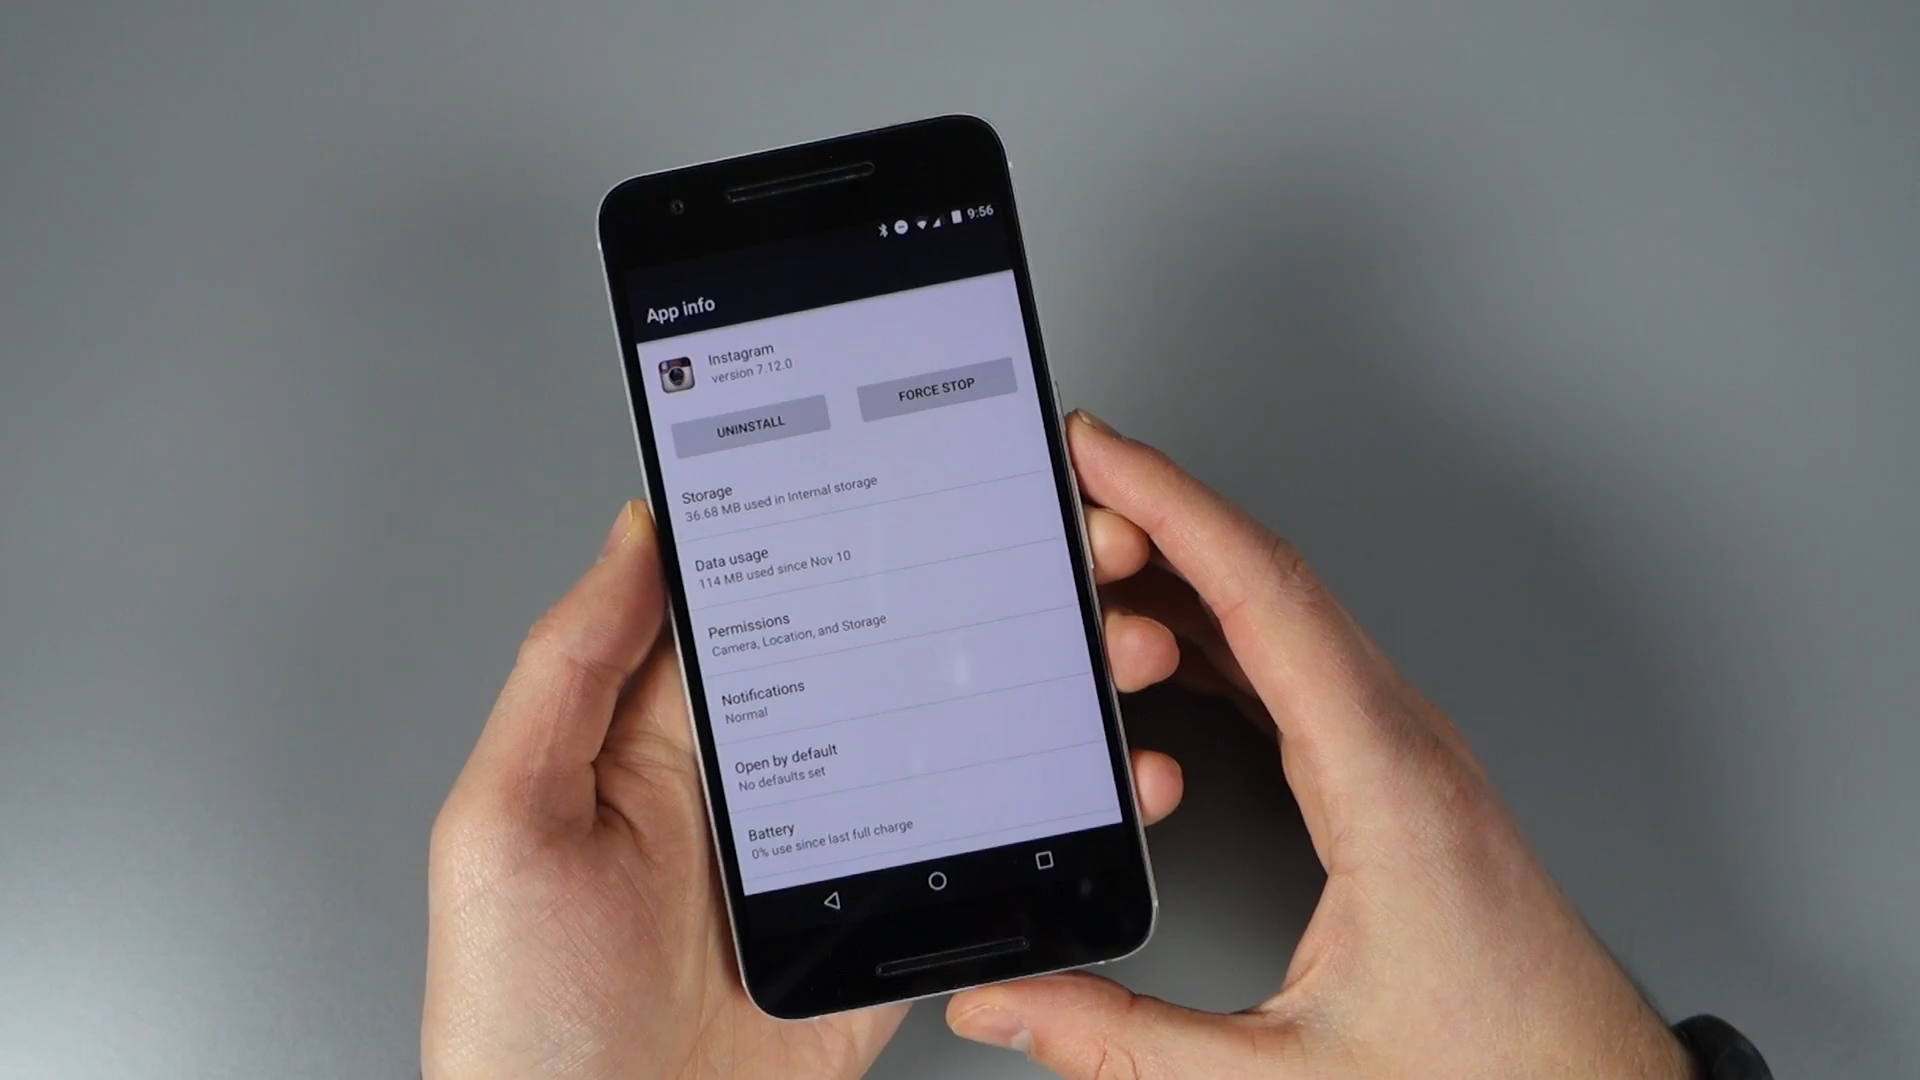 9:56
App info
Instagram
version 7.12.0
UNINSTALL
FORCE STOP
Storage
36.68 MB used in Internal storage
Data usage
114 MB used since Nov 10
Permissions
Camera, Location, and Storage
Notifications
Normal
Open by default
No defaults set
Battery
0% use since last full charge